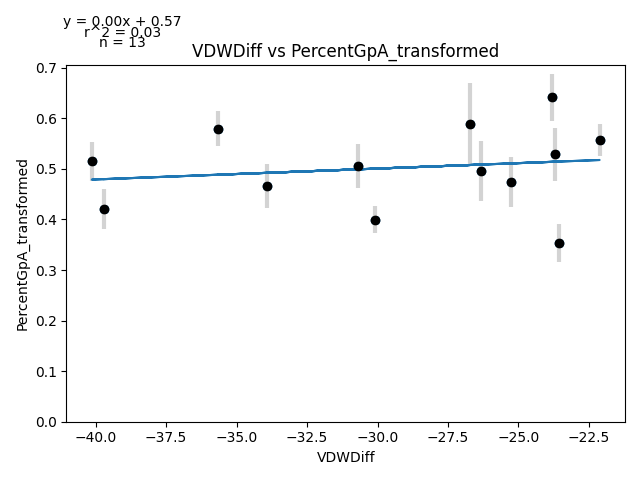 y = 0.00x + 0.57
r^2 = 0.03
n = 13
VDWDiff vs PercentGpA_transformed
PercentGpA_transformed
0.7
0.6
0.5
0.4
0.3
0.2
0.1
0.0
−40.0 −37.5 −35.0 −32.5 −30.0 −27.5 −25.0 −22.5
VDWDiff